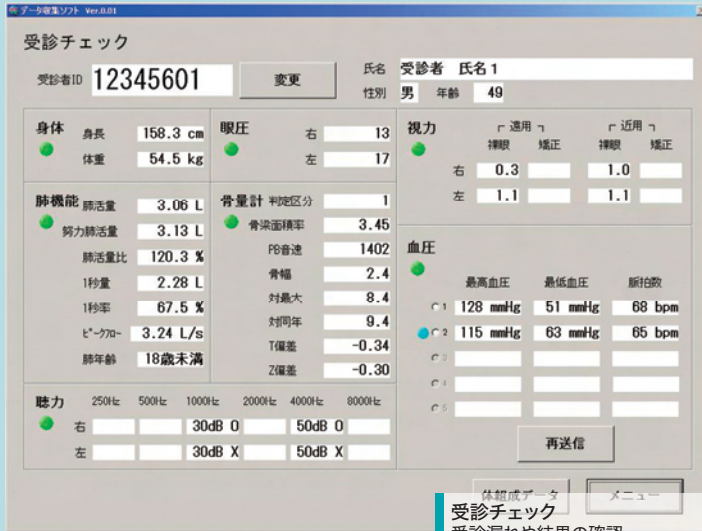 データ収集ソフト Ver.0.01
受診チェック
受診者ID 12345601 変更
氏名 受診者 氏名1
性別 男 年齢 49
身体
身長 158.3 cm
体重 54.5 kg
眼圧
右 13
左 17
視力
遠用 近用
裸眼 矯正 裸眼 矯正
右 0.3 1.0
左 1.1 1.1
肺機能
肺活量 3.06 L
努力肺活量 3.13 L
肺活量比 120.3 %
1秒量 2.28 L
1秒率 67.5 %
ピークフロー 3.24 L/s
肺年齢 18歳未満
骨量計
判定区分 1
骨梁面積率 3.45
PB音速 1402
骨幅 2.4
対最大 8.4
対同年 9.4
T偏差 -0.34
Z偏差 -0.30
血圧
最高血圧 最低血圧 脈拍数
1 128 mmHg 51 mmHg 68 bpm
2 115 mmHg 63 mmHg 65 bpm
3
4
5
再送信
聴力 250Hz 500Hz 1000Hz 2000Hz 4000Hz 8000Hz
右 30dB O 50dB O
左 30dB X 50dB X
体組成データ メニュー
受診チェック
受診漏れや結果の確認